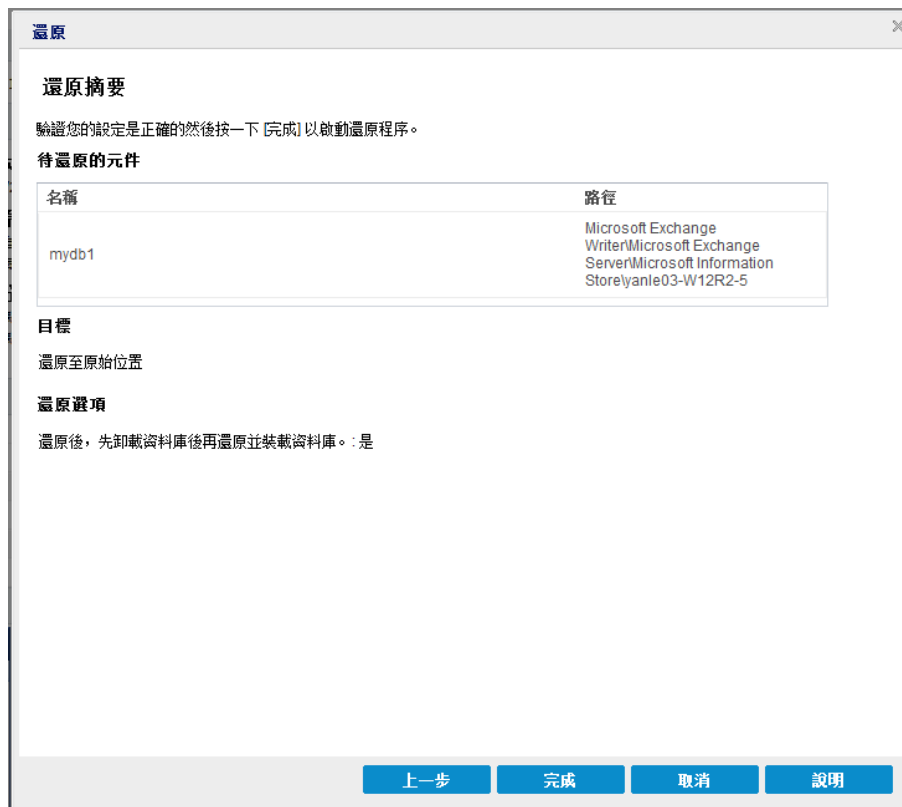 還原
還原摘要
驗證您的設定是正確的然後按一下 [完成] 以啟動還原程序。
待還原的元件
名稱
路徑
mydb1
Microsoft Exchange
Writer\Microsoft Exchange
Server\Microsoft Information
Store\yanle03-W12R2-5
目標
還原至原始位置
還原選項
還原後，先卸載資料庫後再還原並裝載資料庫。: 是
上一步
完成
取消
說明